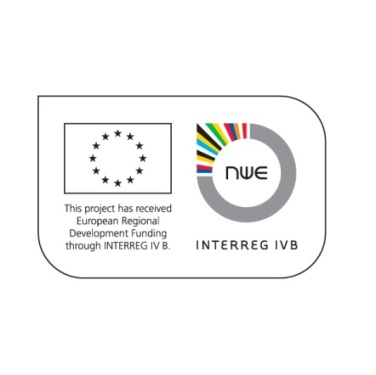 This project has received
European Regional
Development Funding
through INTERREG IV B.
NWE
INTERREG IVB